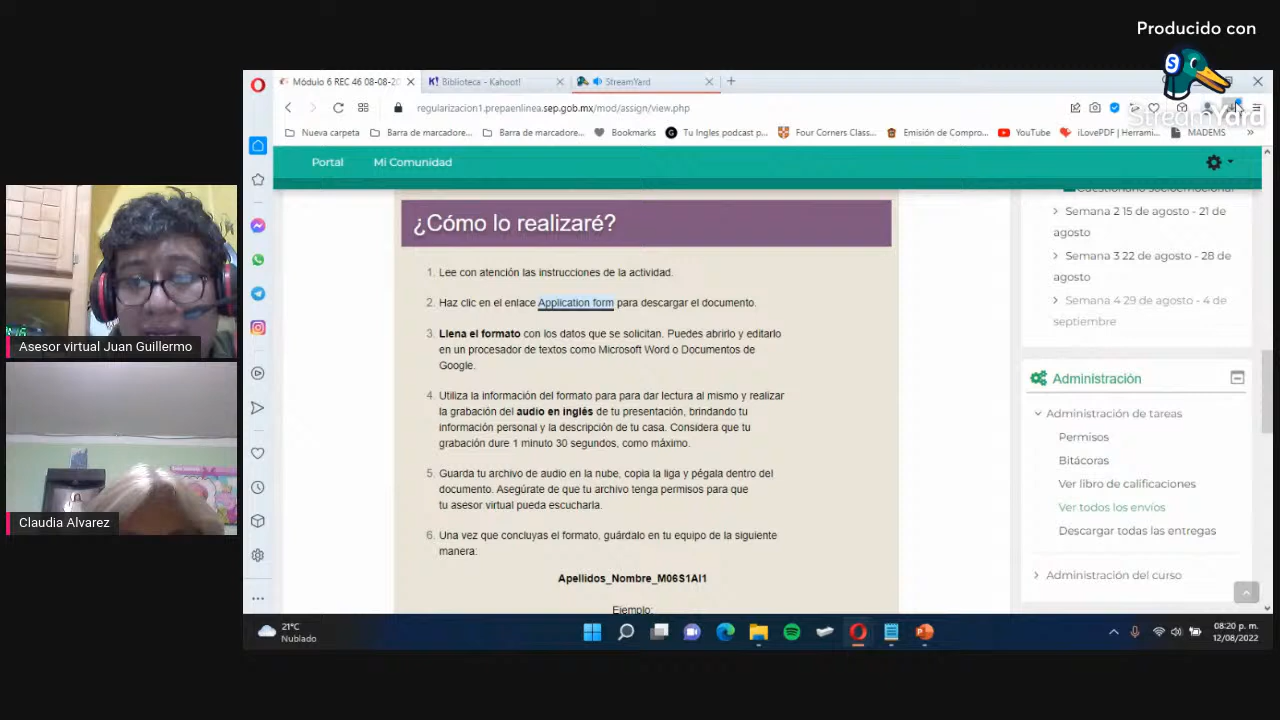 Producido con
StreamYard
Módulo 6 REC 46 08-08-20
Biblioteca - Kahoot!
StreamYard
regularizacion1.prepaenlinea.sep.gob.mx/mod/assign/view.php
Nueva carpeta
Barra de marcadore...
Barra de marcadore...
Bookmarks
Tu Ingles podcast p...
Four Corners Class...
Emisión de Compro...
YouTube
iLovePDF | Herrami...
MADEMS
Portal
Mi Comunidad
¿Cómo lo realizaré?
1. Lee con atención las instrucciones de la actividad.
2. Haz clic en el enlace Application form para descargar el documento.
3. Llena el formato con los datos que se solicitan. Puedes abrirlo y editarlo
en un procesador de textos como Microsoft Word o Documentos de
Google.
4. Utiliza la información del formato para para dar lectura al mismo y realizar
la grabación del audio en inglés de tu presentación, brindando tu
información personal y la descripción de tu casa. Considera que tu
grabación dure 1 minuto 30 segundos, como máximo.
5. Guarda tu archivo de audio en la nube, copia la liga y pégala dentro del
documento. Asegúrate de que tu archivo tenga permisos para que
tu asesor virtual pueda escucharla.
6. Una vez que concluyas el formato, guárdalo en tu equipo de la siguiente
manera:
Apellidos_Nombre_M06S1AI1
Ejemplo:
Cuestionario socioemocional
Semana 2 15 de agosto - 21 de
agosto
Semana 3 22 de agosto - 28 de
agosto
Semana 4 29 de agosto - 4 de
septiembre
Administración
Administración de tareas
Permisos
Bitácoras
Ver libro de calificaciones
Ver todos los envíos
Descargar todas las entregas
Administración del curso
Asesor virtual Juan Guillermo
Claudia Alvarez
21°C
Nublado
08:20 p. m.
12/08/2022